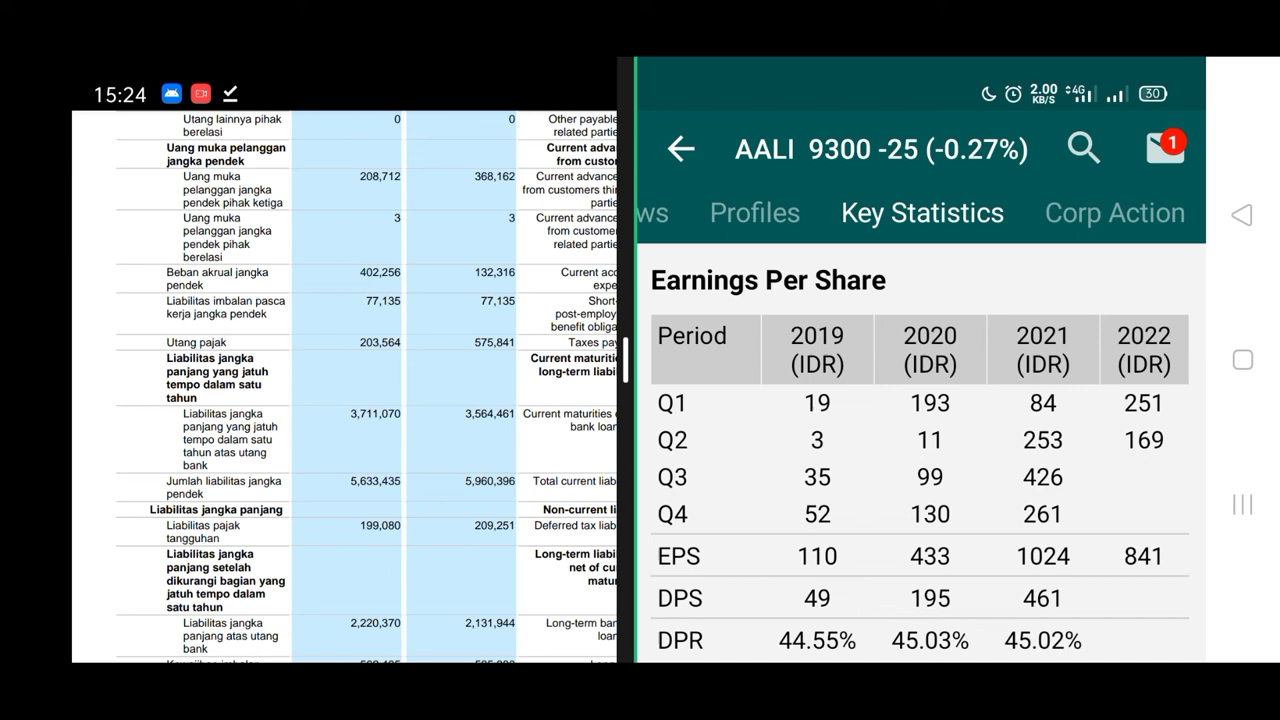 15:24
Utang lainnya pihak 0 0 Other payable
berelasi related partie
Uang muka pelanggan Current adva
jangka pendek from custo
Uang muka 208,712 368,162 Current advance
pelanggan jangka from customers thi
pendek pihak ketiga partie
Uang 3 3 Current advance
muka from custome
pelanggan jangka related partie
pendek pihak
berelasi
Beban akrual jangka 402,256 132,316 Current acc
pendek expe
Liabilitas imbalan pasca 77,135 77,135 Short-
kerja jangka pendek post-employ
benefit obliga
Utang pajak 203,564 575,841 Taxes pay
Liabilitas jangka Current maturiti
panjang yang jatuh long-term liabi
tempo dalam satu
tahun
Liabilitas jangka 3,711,070 3,564,461 Current maturities
panjang yang jatuh bank loan
tempo dalam satu
tahun atas utang
bank
Jumlah liabilitas jangka 5,633,435 5,960,396 Total current liab
pendek
Liabilitas jangka panjang Non-current li
Liabilitas pajak 199,080 209,251 Deferred tax liab
tangguhan
Liabilitas jangka Long-term liabil
panjang setelah net of cu
dikurangi bagian yang matu
jatuh tempo dalam
satu tahun
Liabilitas jangka 2,220,370 2,131,944 Long-term ban
panjang atas utang loan
bank
2.00 KB/S 4G 30
AALI 9300 -25 (-0.27%) 1
ws Profiles Key Statistics Corp Action
Earnings Per Share
Period 2019 2020 2021 2022
(IDR) (IDR) (IDR) (IDR)
Q1 19 193 84 251
Q2 3 11 253 169
Q3 35 99 426
Q4 52 130 261
EPS 110 433 1024 841
DPS 49 195 461
DPR 44.55% 45.03% 45.02%